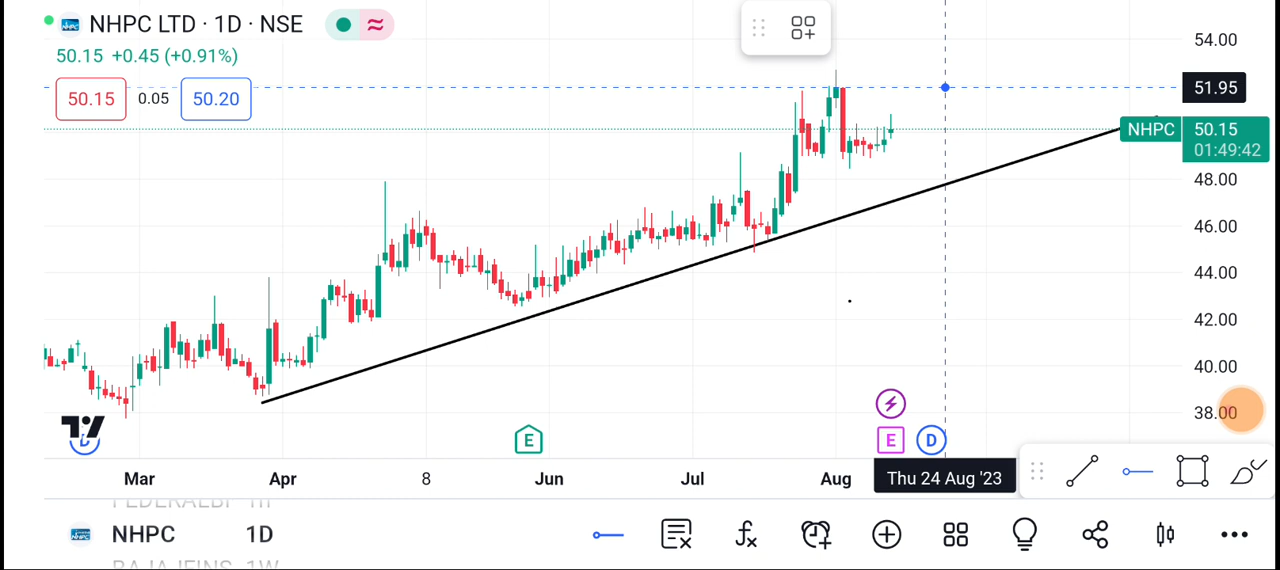 NHPC LTD · 1D · NSE
50.15 +0.45 (+0.91%)
50.15 0.05 50.20
54.00
51.95
NHPC 50.15
01:49:42
48.00
46.00
44.00
42.00
40.00
38.00
E
E D
Mar Apr 8 Jun Jul Aug Thu 24 Aug '23
NHPC 1D